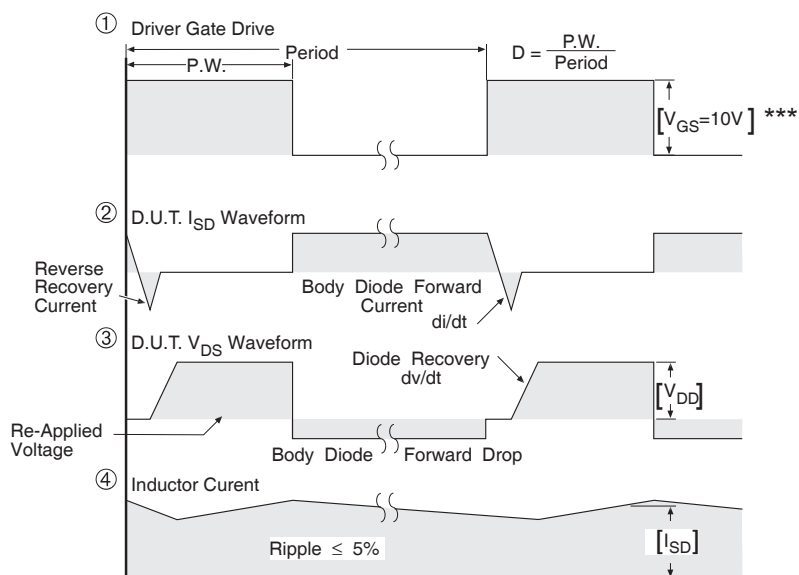 ① Driver Gate Drive
P.W.
Period
D = P.W.
Period
[V_GS=10V] ***
② D.U.T. I_SD Waveform
Reverse
Recovery
Current
Body Diode Forward
Current
di/dt
③ D.U.T. V_DS Waveform
Diode Recovery
dv/dt
[V_DD]
Re-Applied
Voltage
Body Diode Forward Drop
④ Inductor Curent
Ripple ≤ 5%
[I_SD]